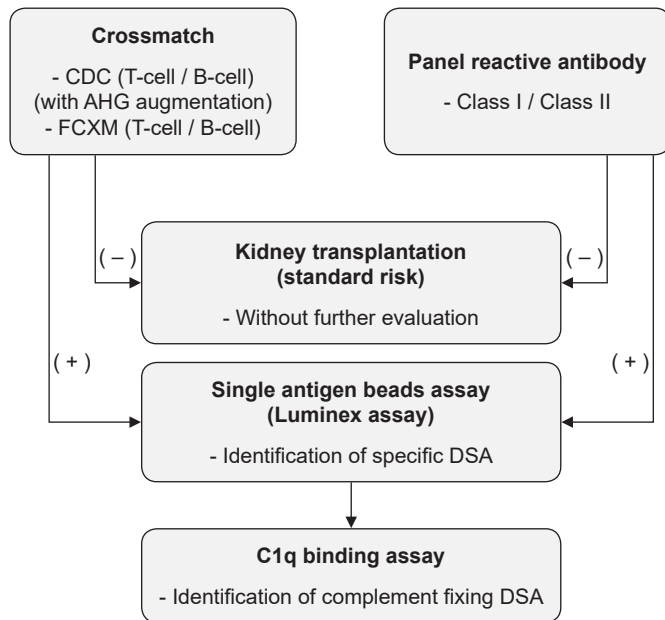 Crossmatch
- CDC (T-cell / B-cell)
(with AHG augmentation)
- FCXM (T-cell / B-cell)
Panel reactive antibody
- Class I / Class II
( – )
( – )
Kidney transplantation
(standard risk)
- Without further evaluation
( + )
( + )
Single antigen beads assay
(Luminex assay)
- Identification of specific DSA
C1q binding assay
- Identification of complement fixing DSA